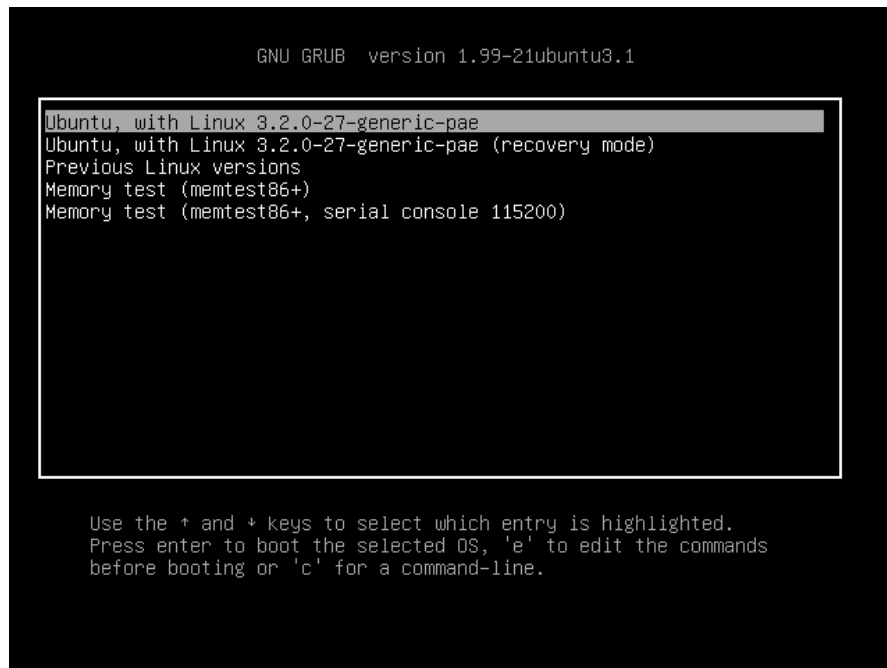 GNU GRUB  version 1.99-21ubuntu3.1
Ubuntu, with Linux 3.2.0-27-generic-pae
Ubuntu, with Linux 3.2.0-27-generic-pae (recovery mode)
Previous Linux versions
Memory test (memtest86+)
Memory test (memtest86+, serial console 115200)
Use the ↑ and ↓ keys to select which entry is highlighted.
Press enter to boot the selected OS, 'e' to edit the commands
before booting or 'c' for a command-line.